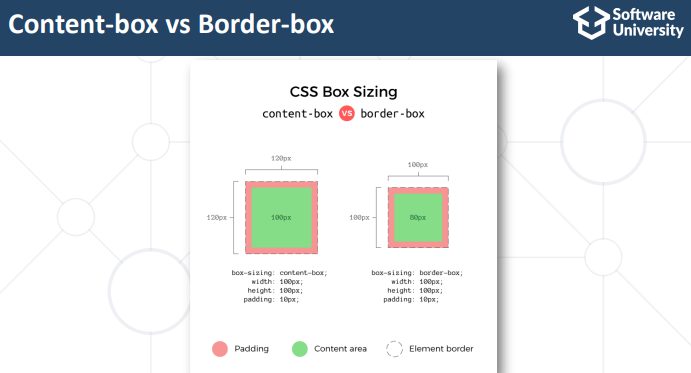 Content-box vs Border-box
Software
University
CSS Box Sizing
content-box VS border-box
120px
120px
100px
100px
100px
80px
box-sizing: content-box;
width: 100px;
height: 100px;
padding: 10px;
box-sizing: border-box;
width: 100px;
height: 100px;
padding: 10px;
Padding
Content area
Element border